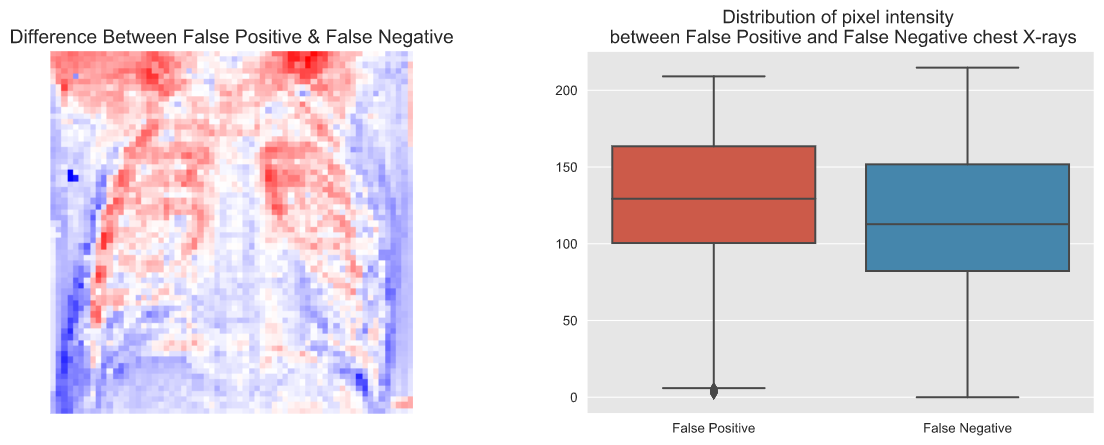 Difference Between False Positive & False Negative
Distribution of pixel intensity
between False Positive and False Negative chest X-rays
200
150
100
50
0
False Positive
False Negative